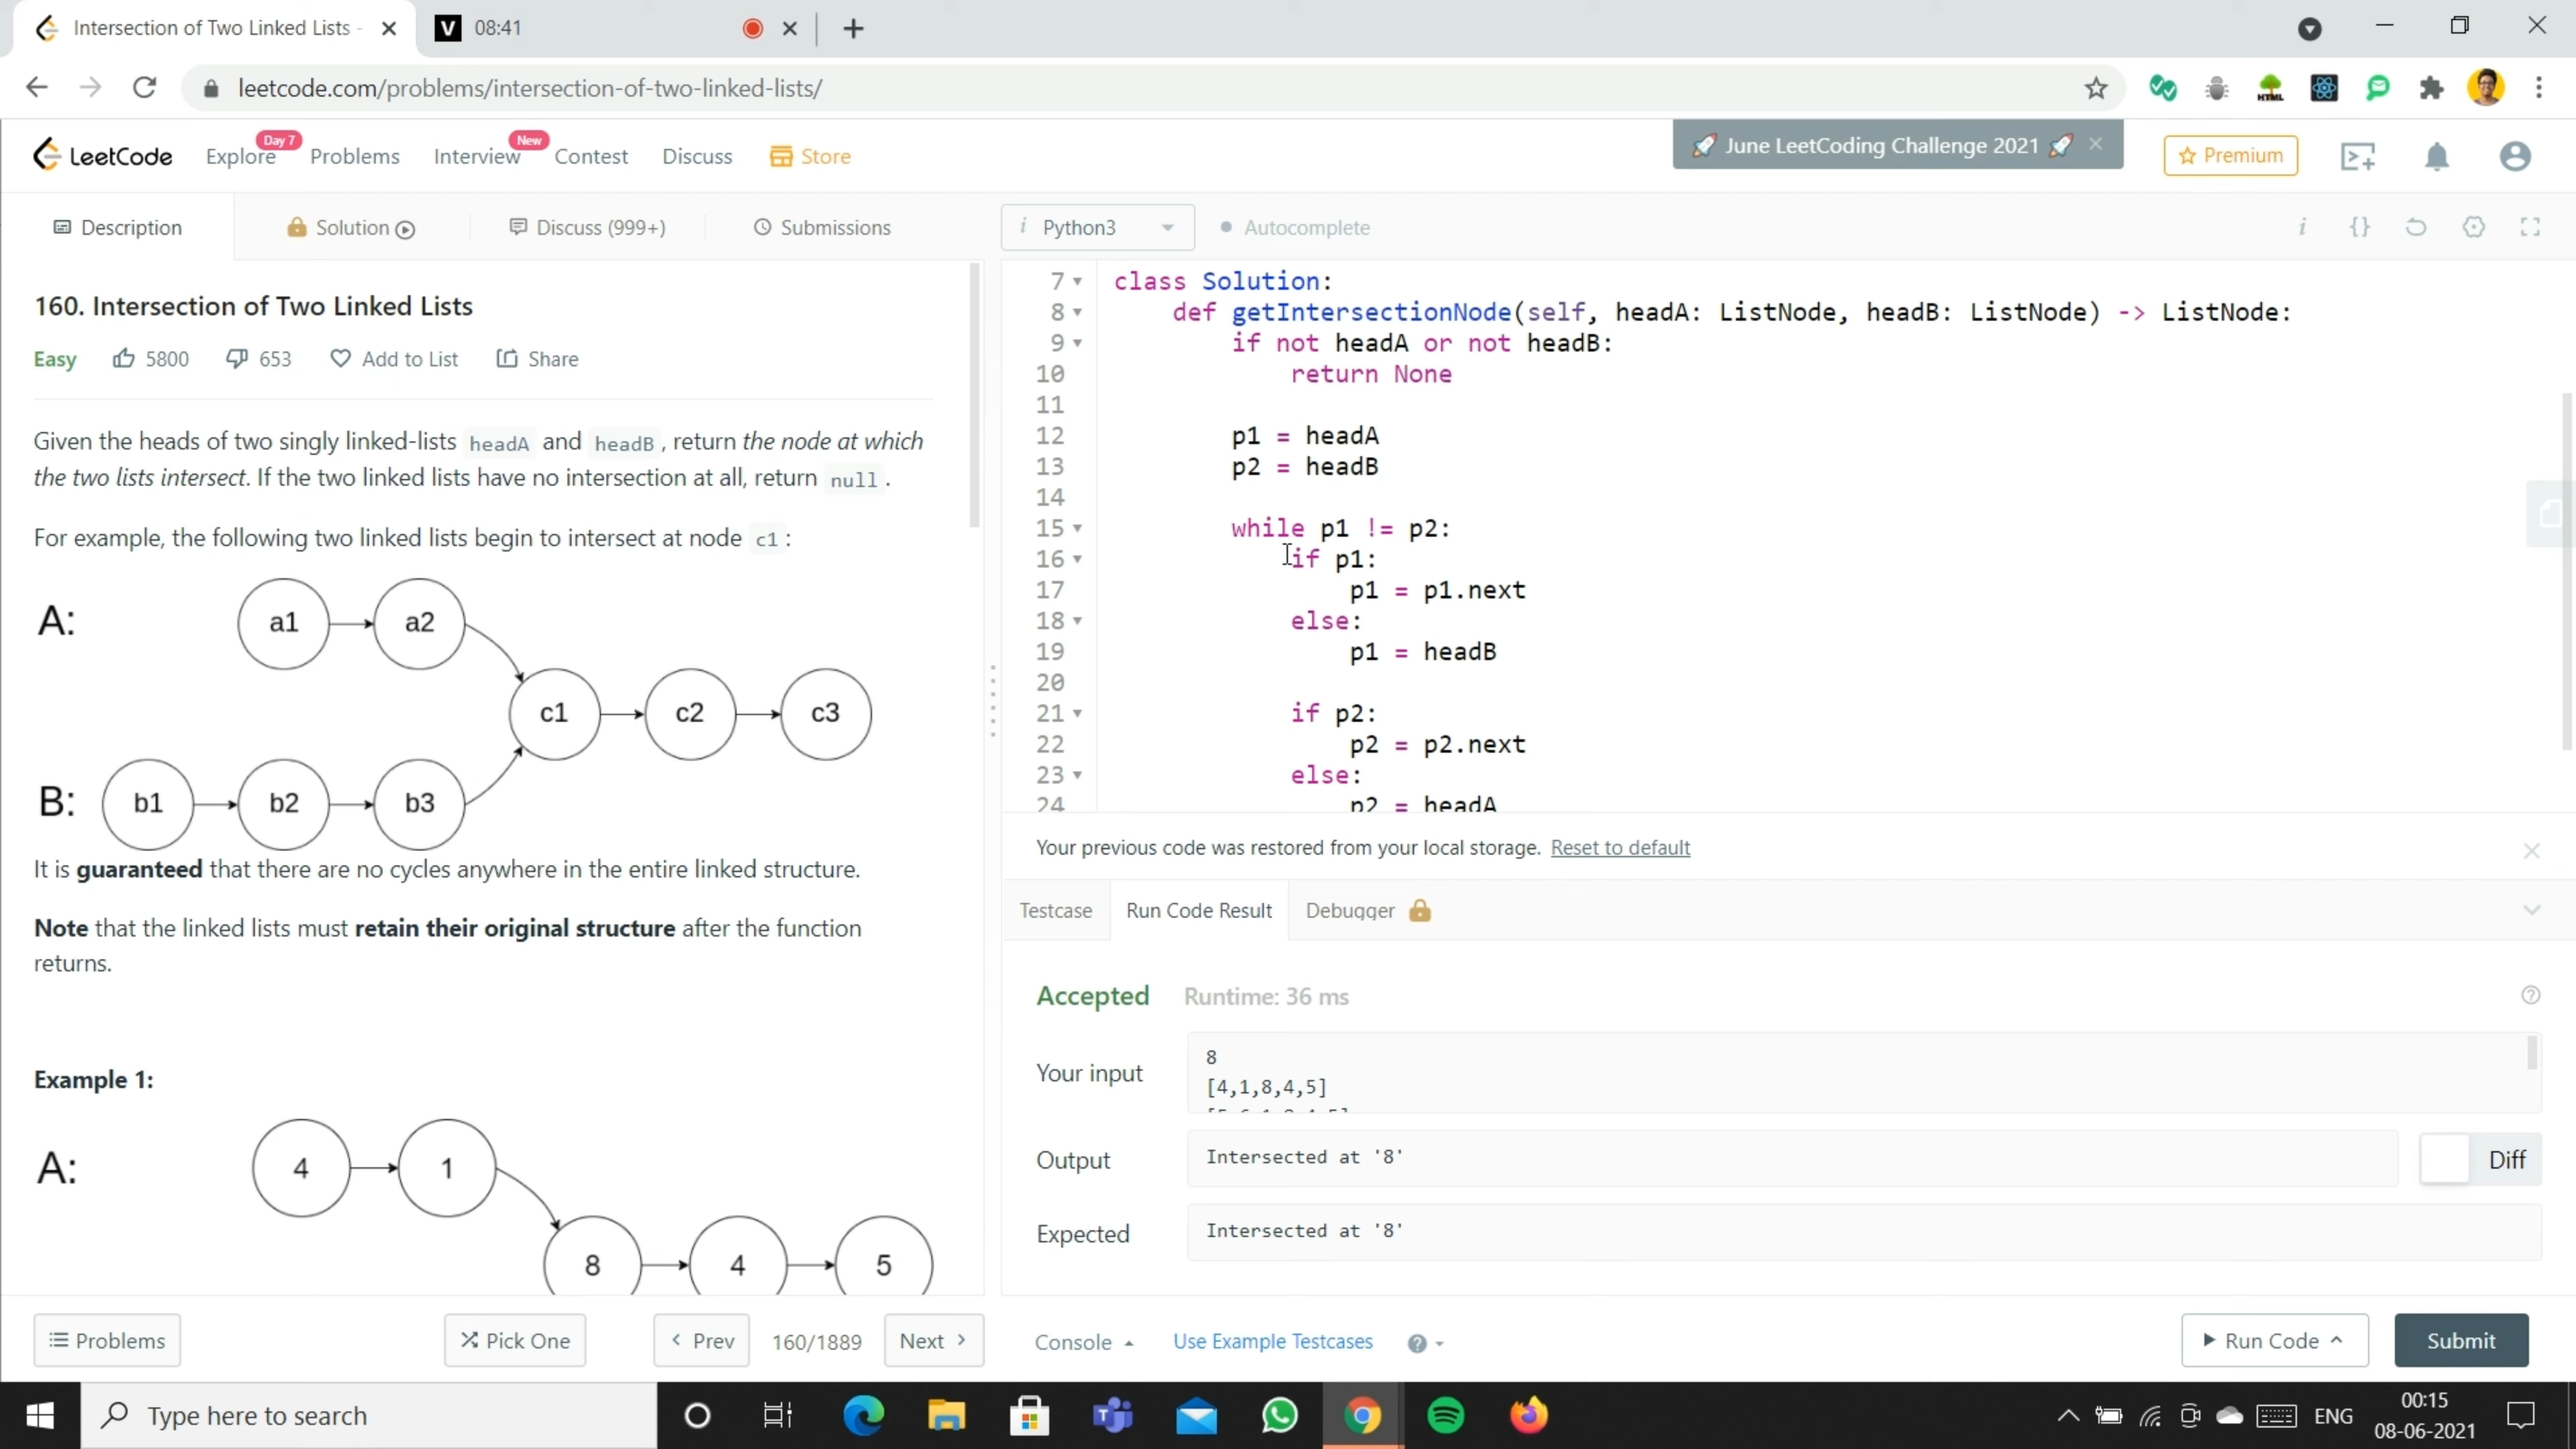 Intersection of Two Linked Lists -
V 08:41
leetcode.com/problems/intersection-of-two-linked-lists/
HTML
LeetCode Explore Day 7 Problems Interview New Contest Discuss Store
🚀 June LeetCoding Challenge 2021 🚀 ×
Premium
Description Solution Discuss (999+) Submissions
i Python3 Autocomplete i {}
160. Intersection of Two Linked Lists
Easy 5800 653 Add to List Share
Given the heads of two singly linked-lists headA and headB, return the node at which
the two lists intersect. If the two linked lists have no intersection at all, return null.
For example, the following two linked lists begin to intersect at node c1:
A: a1 a2
c1 c2 c3
B: b1 b2 b3
It is guaranteed that there are no cycles anywhere in the entire linked structure.
Note that the linked lists must retain their original structure after the function
returns.
Example 1:
A: 4 1
8 4 5
7 class Solution:
8 def getIntersectionNode(self, headA: ListNode, headB: ListNode) -> ListNode:
9 if not headA or not headB:
10 return None
11
12 p1 = headA
13 p2 = headB
14
15 while p1 != p2:
16 if p1:
17 p1 = p1.next
18 else:
19 p1 = headB
20
21 if p2:
22 p2 = p2.next
23 else:
24 p2 = headA
Your previous code was restored from your local storage. Reset to default
Testcase Run Code Result Debugger
Accepted Runtime: 36 ms
Your input
8
[4,1,8,4,5]
Output Intersected at '8' Diff
Expected Intersected at '8'
Problems Pick One < Prev 160/1889 Next >
Console Use Example Testcases Run Code Submit
Type here to search
ENG
00:15
08-06-2021